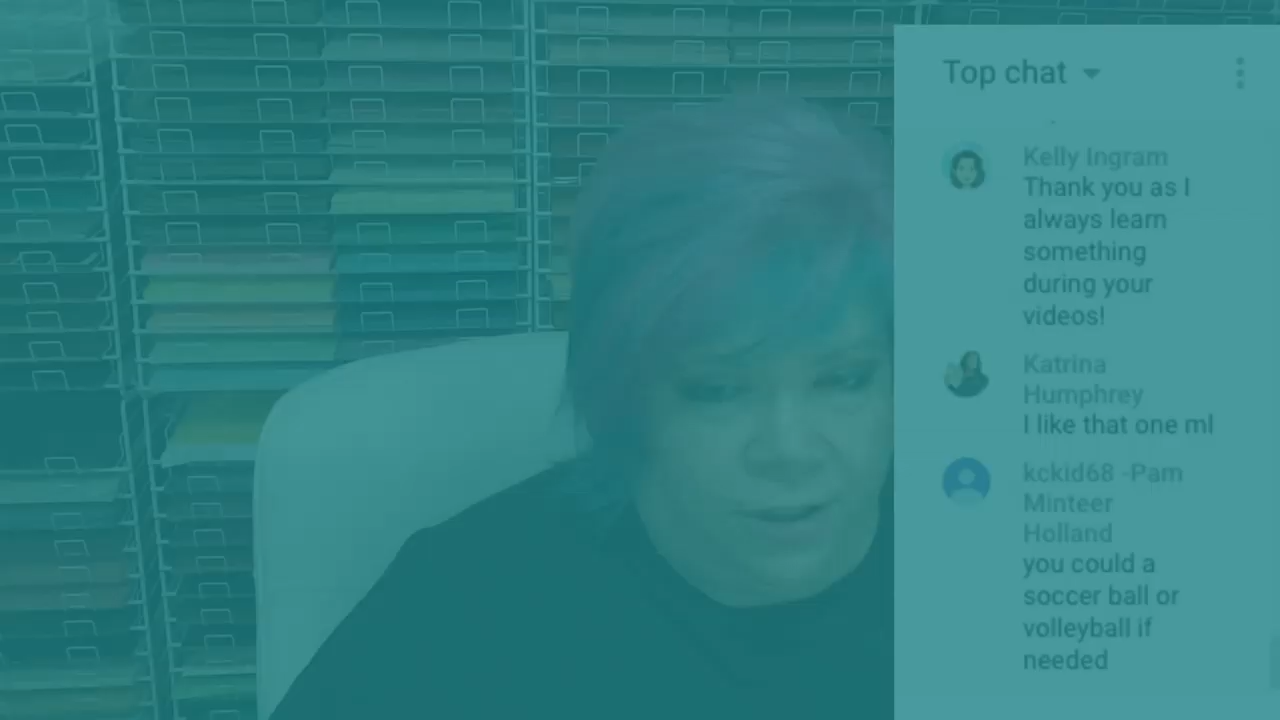 Top chat
Kelly Ingram
Thank you as I
always learn
something
during your
videos!
Katrina
Humphrey
I like that one ml
kckid68 -Pam
Minteer
Holland
you could a
soccer ball or
volleyball if
needed